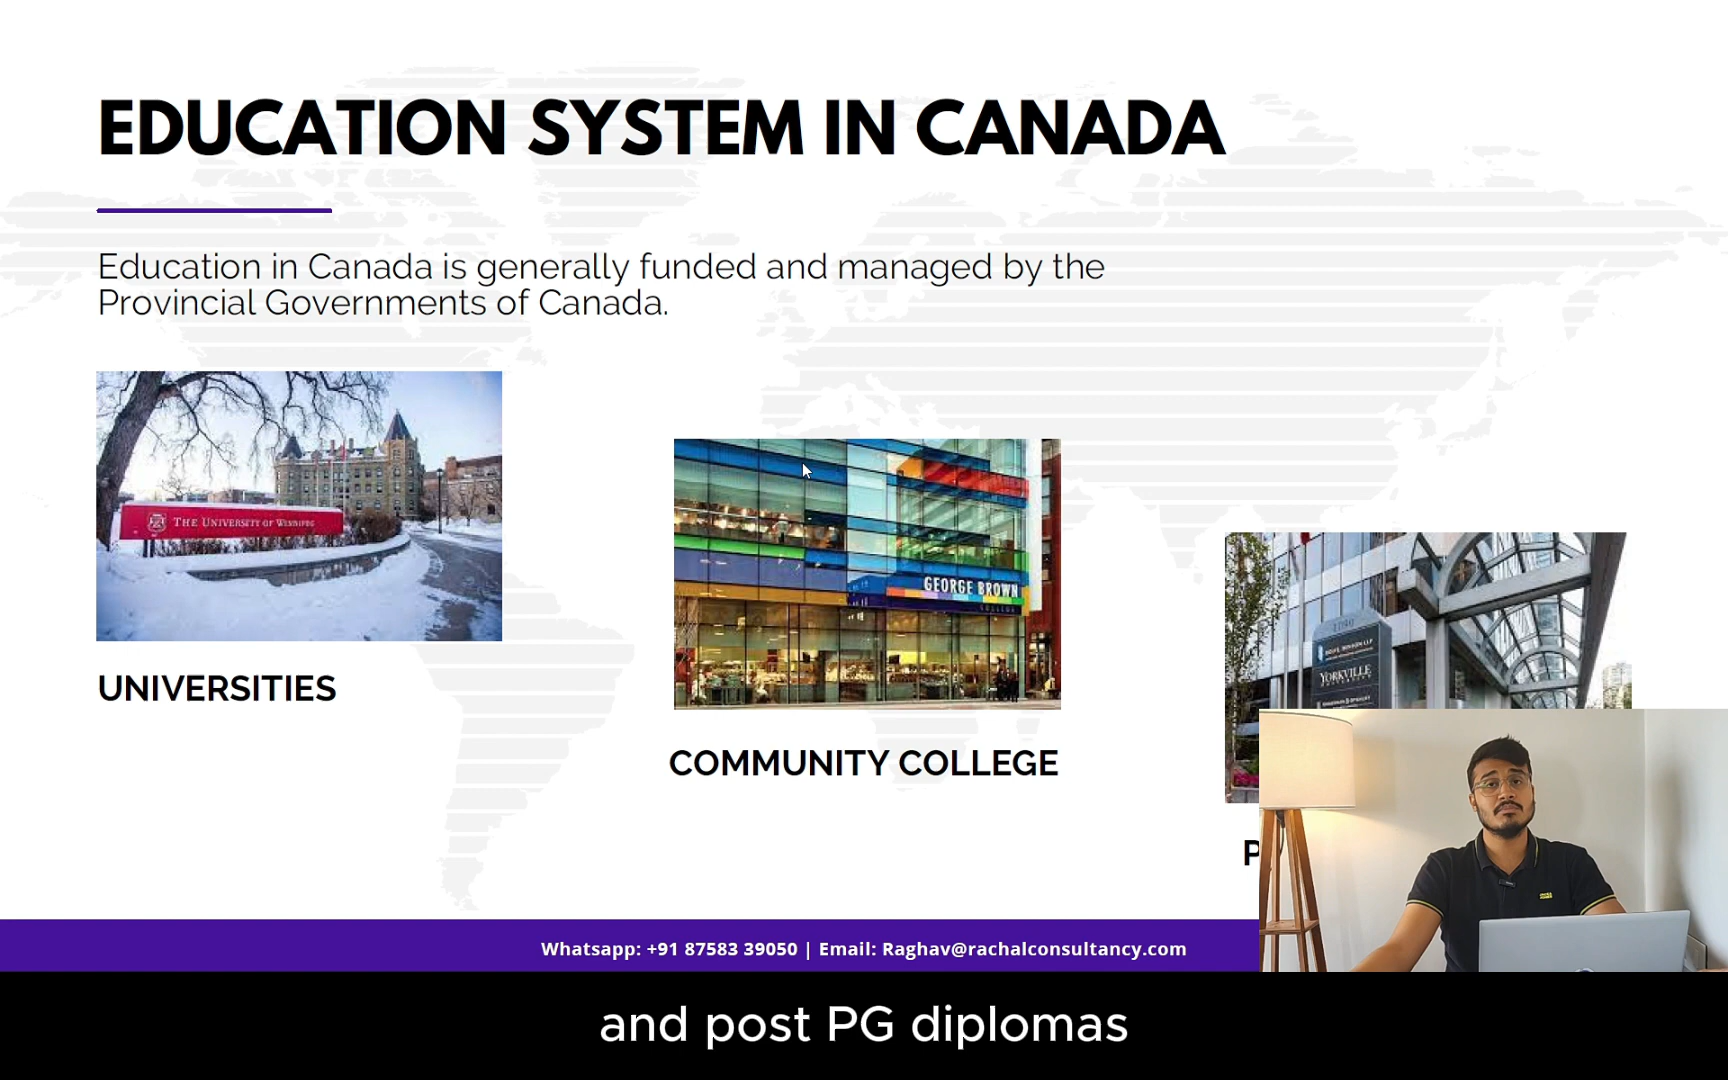 EDUCATION SYSTEM IN CANADA
Education in Canada is generally funded and managed by the
Provincial Governments of Canada.
THE UNIVERSITY OF WINNIPEG
GEORGE BROWN
COLLEGE
YORKVILLE
UNIVERSITIES
COMMUNITY COLLEGE
P
Whatsapp: +91 87583 39050 | Email: Raghav@rachalconsultancy.com
and post PG diplomas